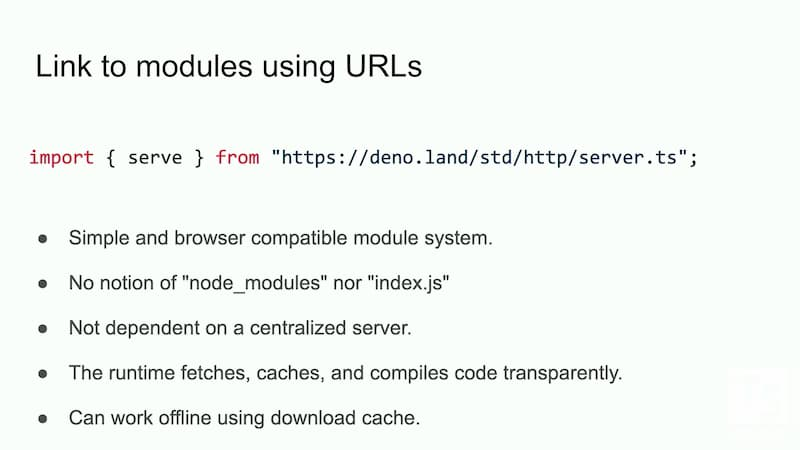 Link to modules using URLs
import { serve } from "https://deno.land/std/http/server.ts";
● Simple and browser compatible module system.
● No notion of "node_modules" nor "index.js"
● Not dependent on a centralized server.
● The runtime fetches, caches, and compiles code transparently.
● Can work offline using download cache.